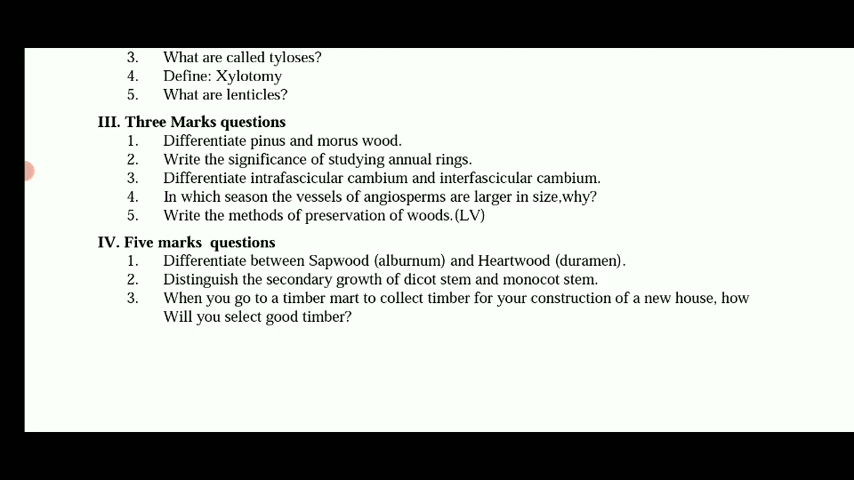 3. What are called tyloses?
4. Define: Xylotomy
5. What are lenticles?
III. Three Marks questions
1. Differentiate pinus and morus wood.
2. Write the significance of studying annual rings.
3. Differentiate intrafascicular cambium and interfascicular cambium.
4. In which season the vessels of angiosperms are larger in size,why?
5. Write the methods of preservation of woods.(LV)
IV. Five marks questions
1. Differentiate between Sapwood (alburnum) and Heartwood (duramen).
2. Distinguish the secondary growth of dicot stem and monocot stem.
3. When you go to a timber mart to collect timber for your construction of a new house, how
Will you select good timber?